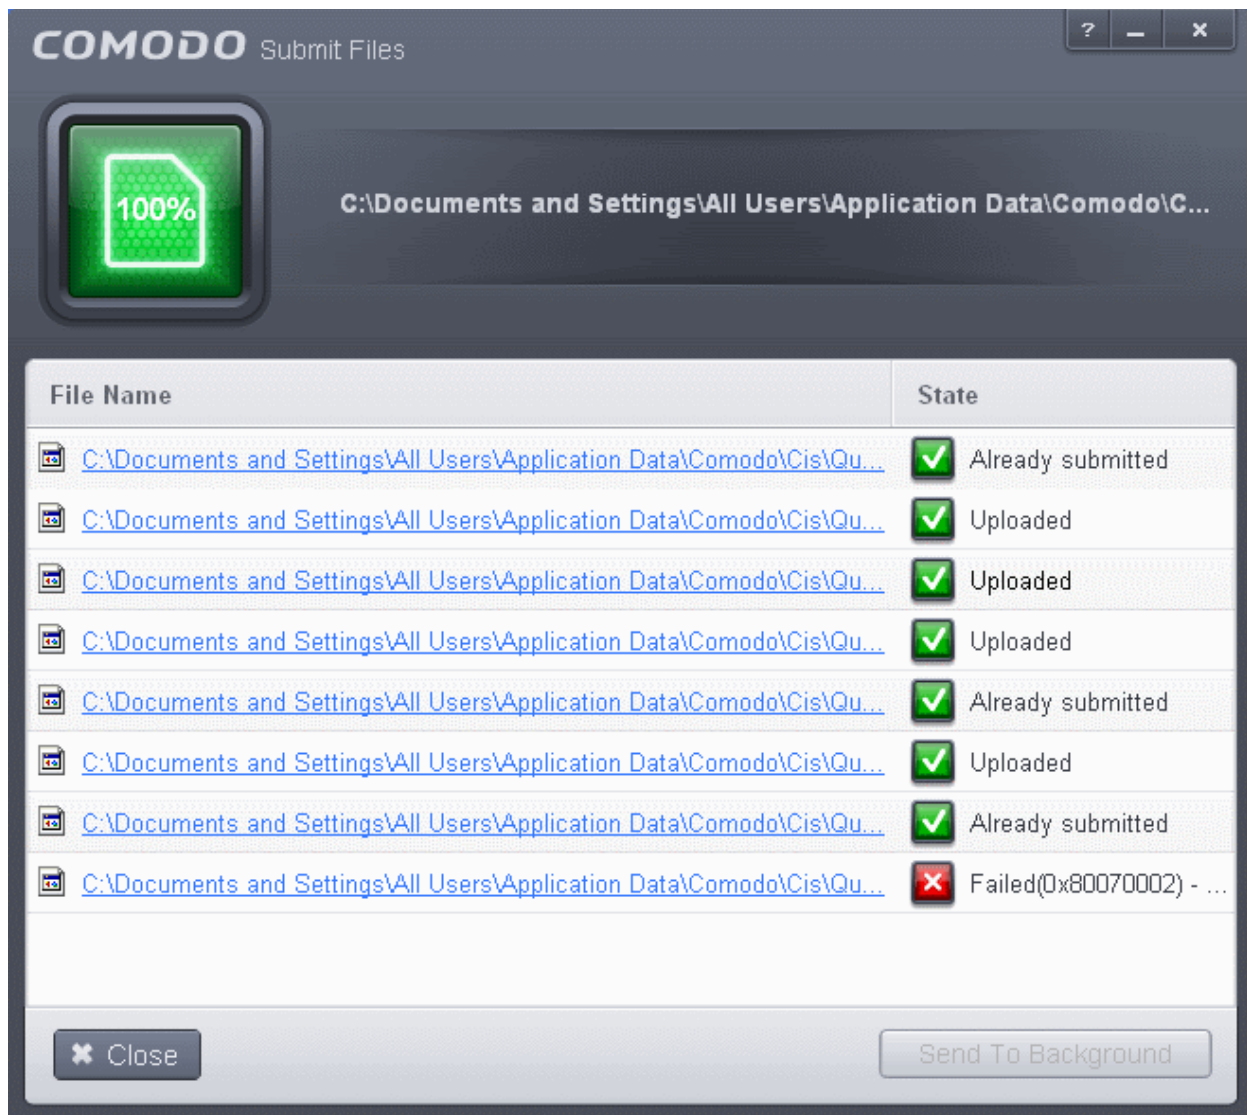 COMODO Submit Files
? _ x
100%
C:\Documents and Settings\All Users\Application Data\Comodo\C...
File Name State
C:\Documents and Settings\All Users\Application Data\Comodo\Cis\Qu... Already submitted
C:\Documents and Settings\All Users\Application Data\Comodo\Cis\Qu... Uploaded
C:\Documents and Settings\All Users\Application Data\Comodo\Cis\Qu... Uploaded
C:\Documents and Settings\All Users\Application Data\Comodo\Cis\Qu... Uploaded
C:\Documents and Settings\All Users\Application Data\Comodo\Cis\Qu... Already submitted
C:\Documents and Settings\All Users\Application Data\Comodo\Cis\Qu... Uploaded
C:\Documents and Settings\All Users\Application Data\Comodo\Cis\Qu... Already submitted
C:\Documents and Settings\All Users\Application Data\Comodo\Cis\Qu... Failed(0x80070002) - ...
Close Send To Background